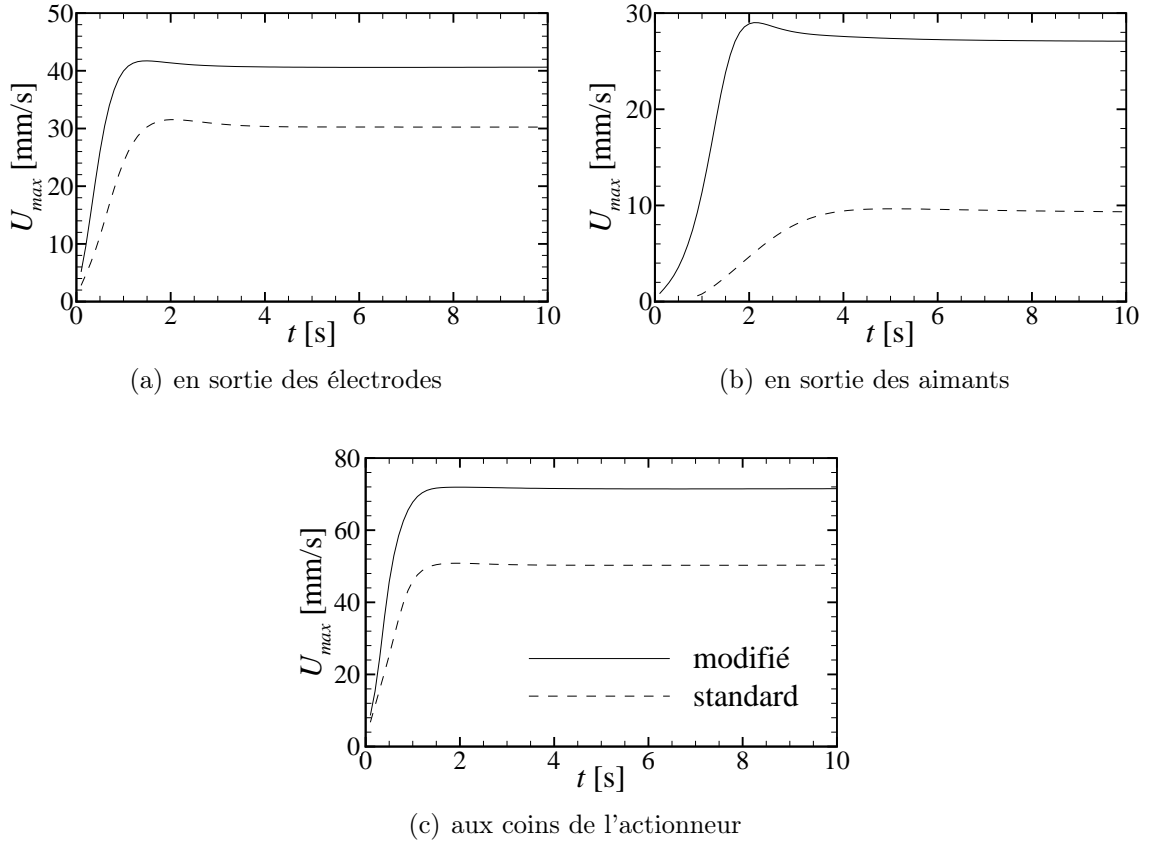 50
40
30
20
10
0
U_max [mm/s]
0 2 4 6 8 10
t [s]
(a) en sortie des électrodes
30
20
10
0
U_max [mm/s]
0 2 4 6 8 10
t [s]
(b) en sortie des aimants
80
60
40
20
0
U_max [mm/s]
modifié
standard
0 2 4 6 8 10
t [s]
(c) aux coins de l'actionneur